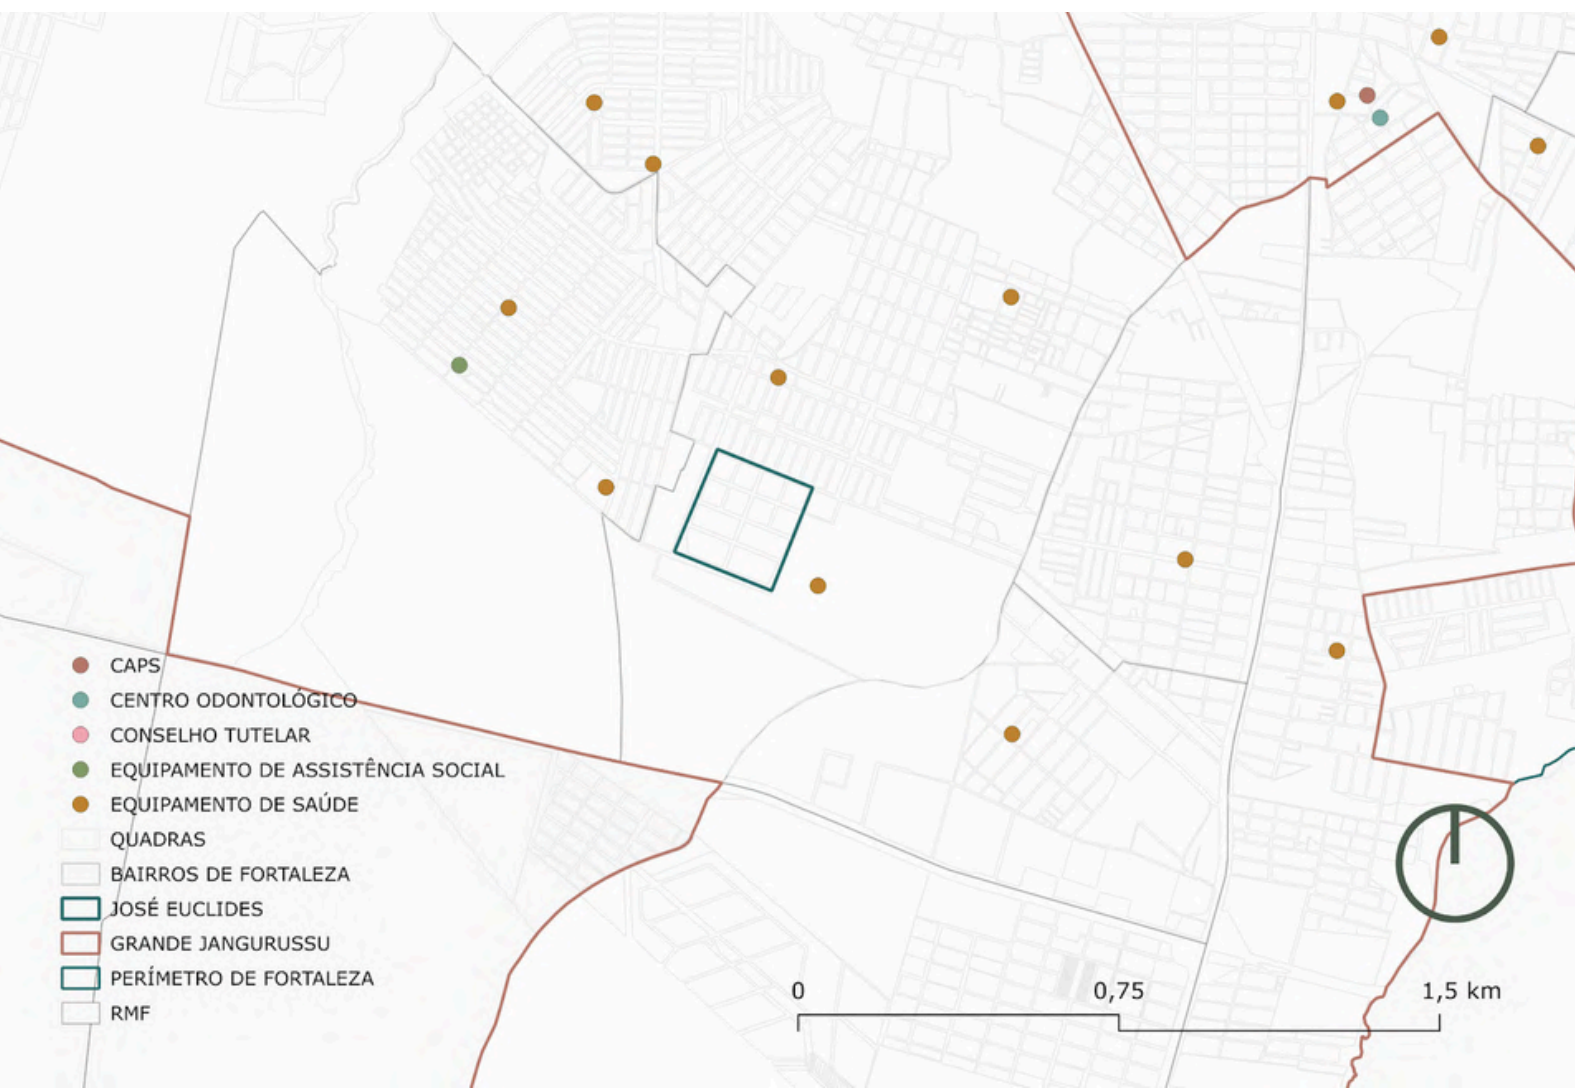 CAPS
CENTRO ODONTOLÓGICO
CONSELHO TUTELAR
EQUIPAMENTO DE ASSISTÊNCIA SOCIAL
EQUIPAMENTO DE SAÚDE
QUADRAS
BAIRROS DE FORTALEZA
JOSÉ EUCLIDES
GRANDE JANGURUSSU
PERÍMETRO DE FORTALEZA
RMF
0 0,75 1,5 km